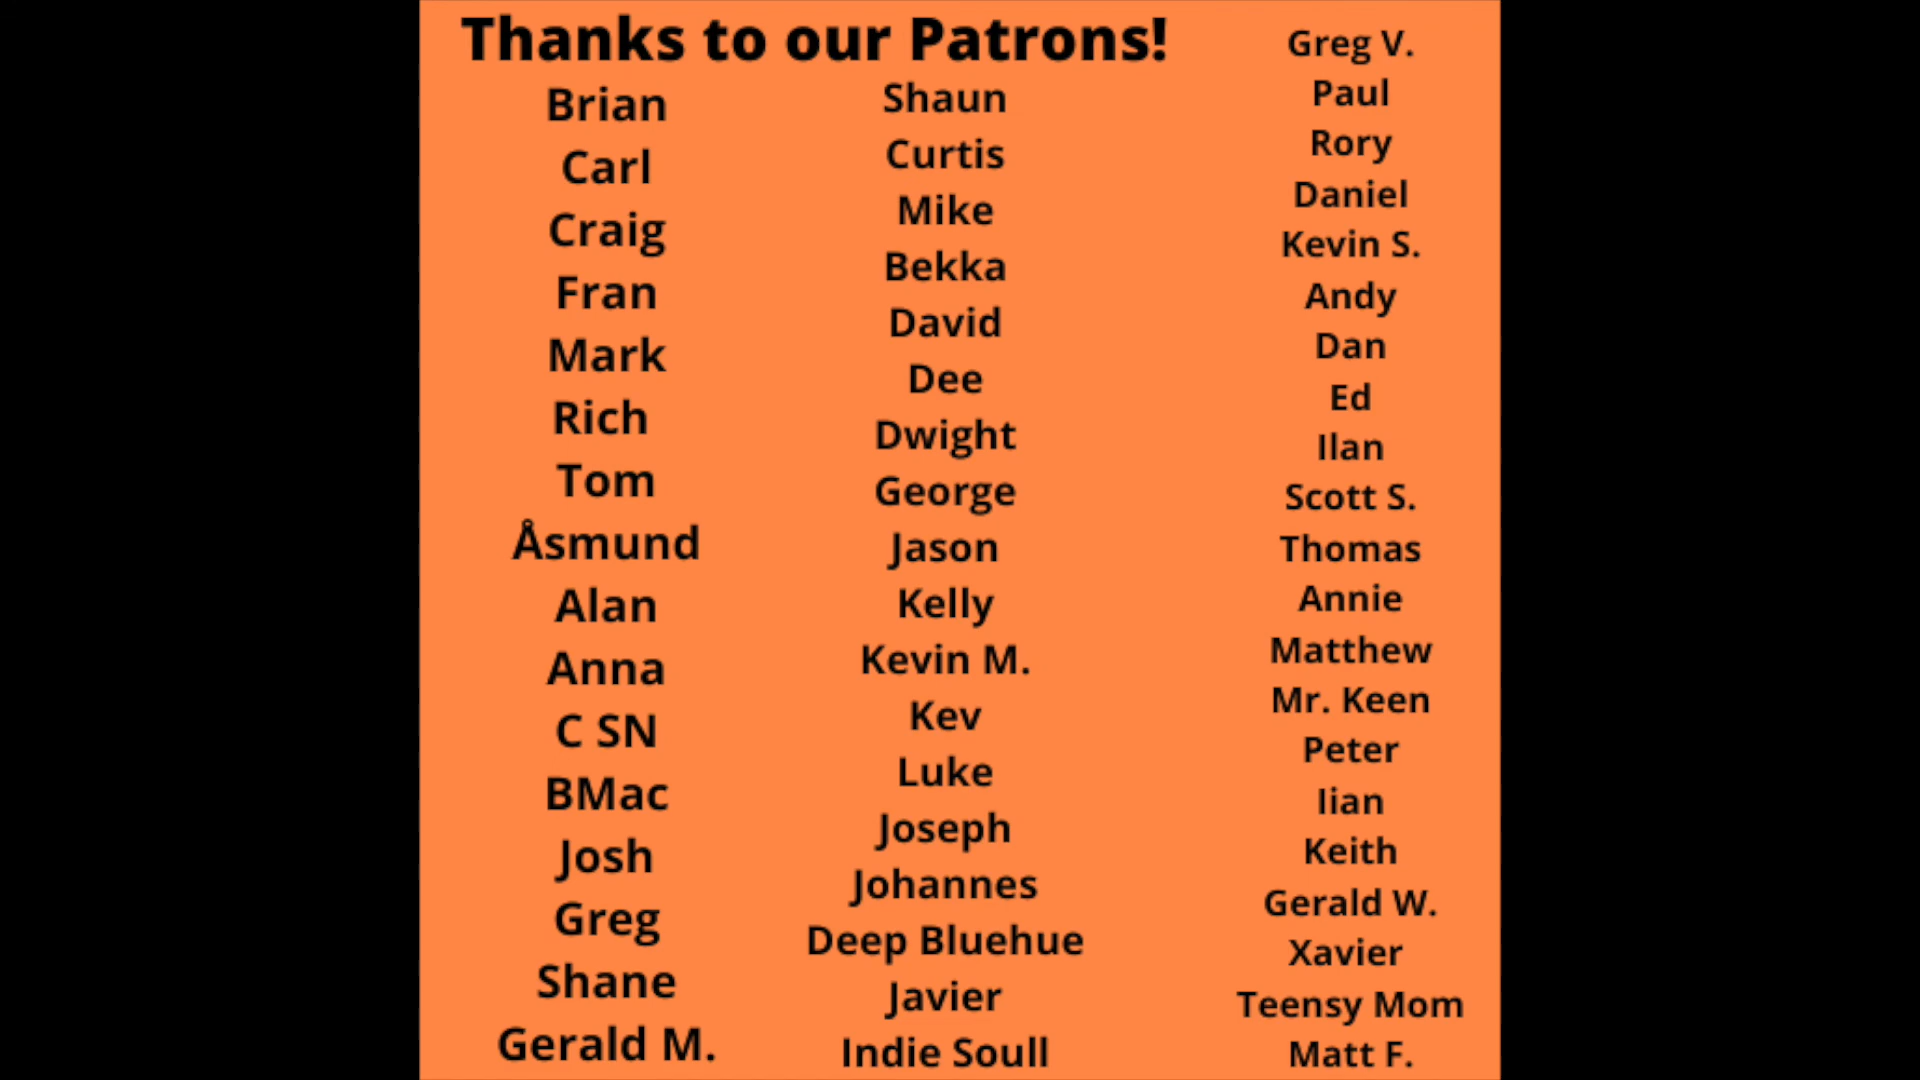 Thanks to our Patrons!
Brian
Carl
Craig
Fran
Mark
Rich
Tom
Åsmund
Alan
Anna
C SN
BMac
Josh
Greg
Shane
Gerald M.
Shaun
Curtis
Mike
Bekka
David
Dee
Dwight
George
Jason
Kelly
Kevin M.
Kev
Luke
Joseph
Johannes
Deep Bluehue
Javier
Indie Soull
Greg V.
Paul
Rory
Daniel
Kevin S.
Andy
Dan
Ed
Ilan
Scott S.
Thomas
Annie
Matthew
Mr. Keen
Peter
Iian
Keith
Gerald W.
Xavier
Teensy Mom
Matt F.